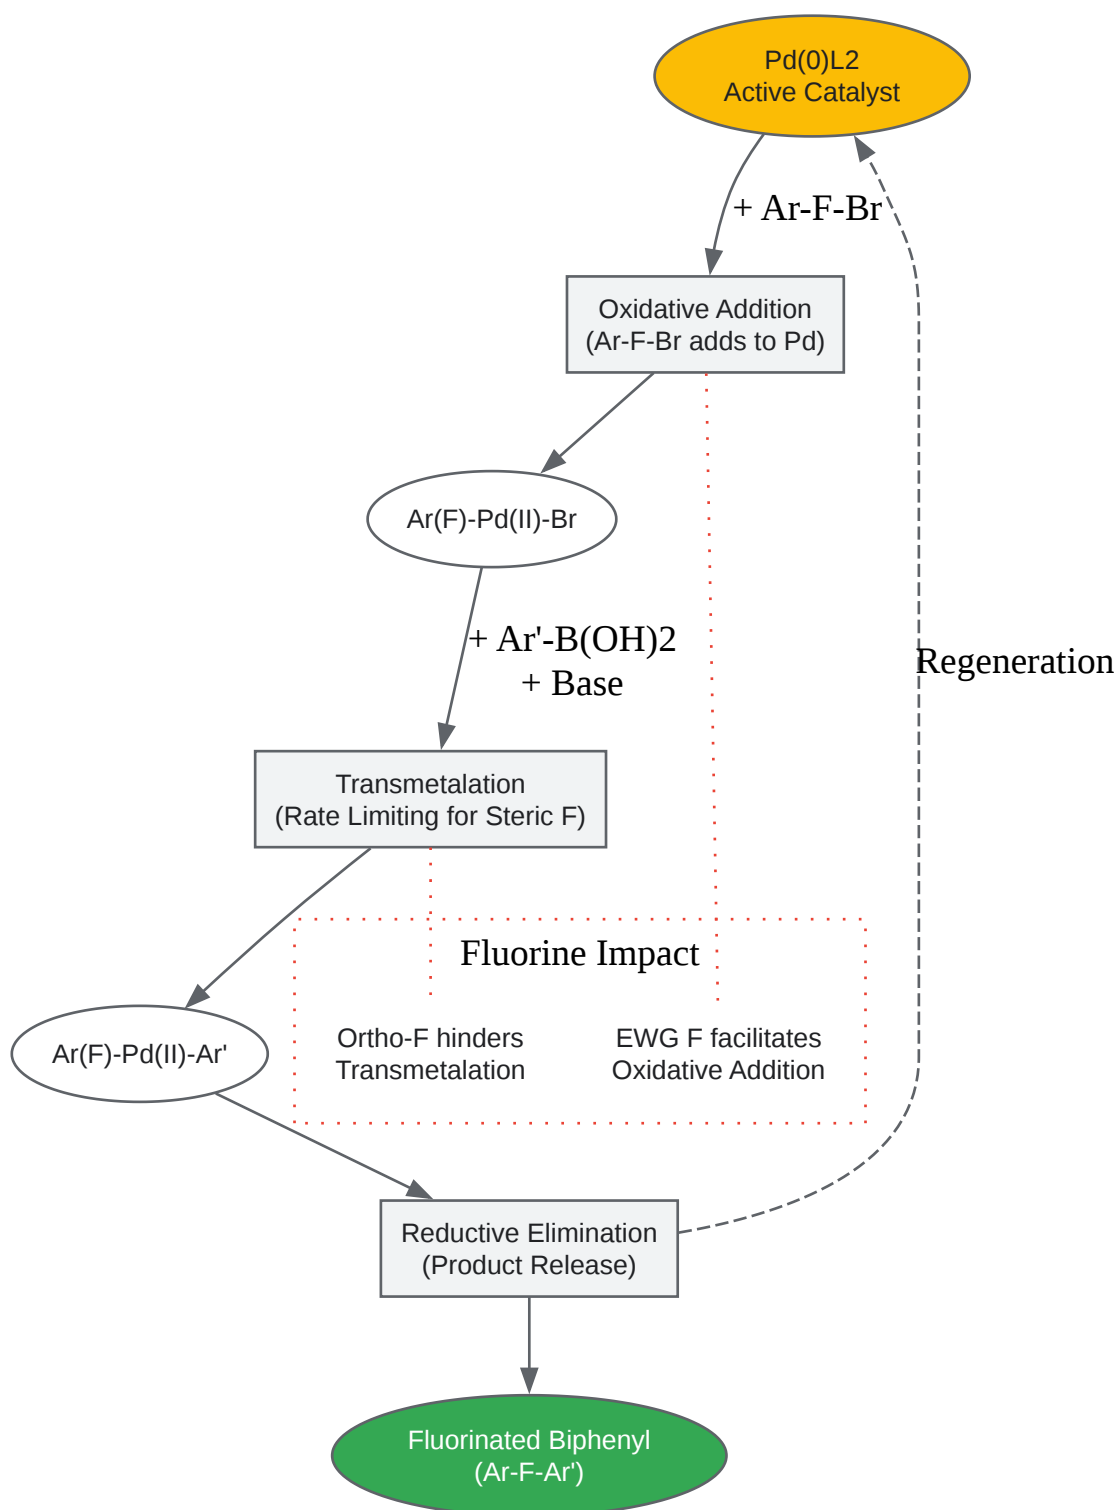 Pd(0)L2
Active Catalyst
+ Ar-F-Br
Oxidative Addition
(Ar-F-Br adds to Pd)
Ar(F)-Pd(II)-Br
+ Ar'-B(OH)2
+ Base
Regeneration
Transmetalation
(Rate Limiting for Steric F)
Fluorine Impact
Ortho-F hinders
Transmetalation
EWG F facilitates
Oxidative Addition
Ar(F)-Pd(II)-Ar'
Reductive Elimination
(Product Release)
Fluorinated Biphenyl
(Ar-F-Ar')